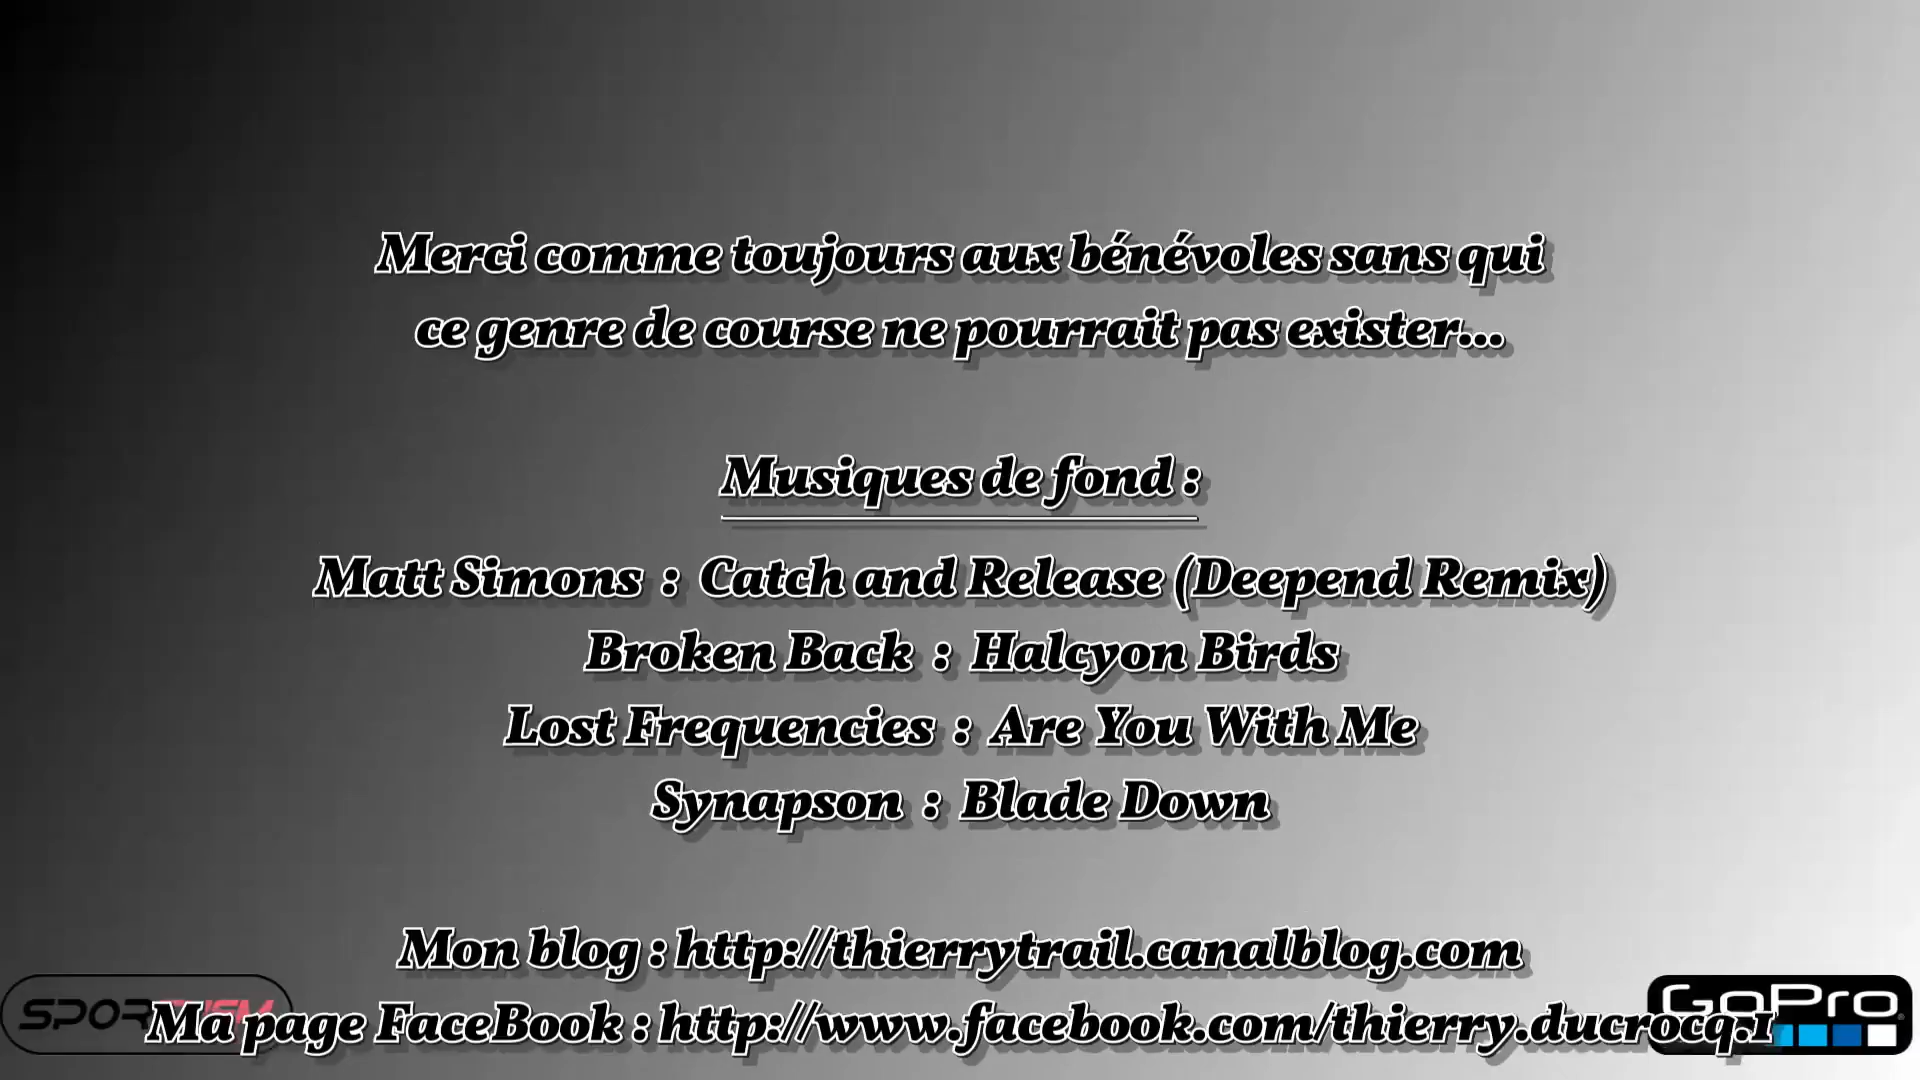 Merci comme toujours aux bénévoles sans qui
ce genre de course ne pourrait pas exister...
Musiques de fond :
Matt Simons : Catch and Release (Deepend Remix)
Broken Back : Halcyon Birds
Lost Frequencies : Are You With Me
Synapson : Blade Down
Mon blog : http://thierrytrail.canalblog.com
Ma page FaceBook : http://www.facebook.com/thierry.ducrocq.1
GoPro